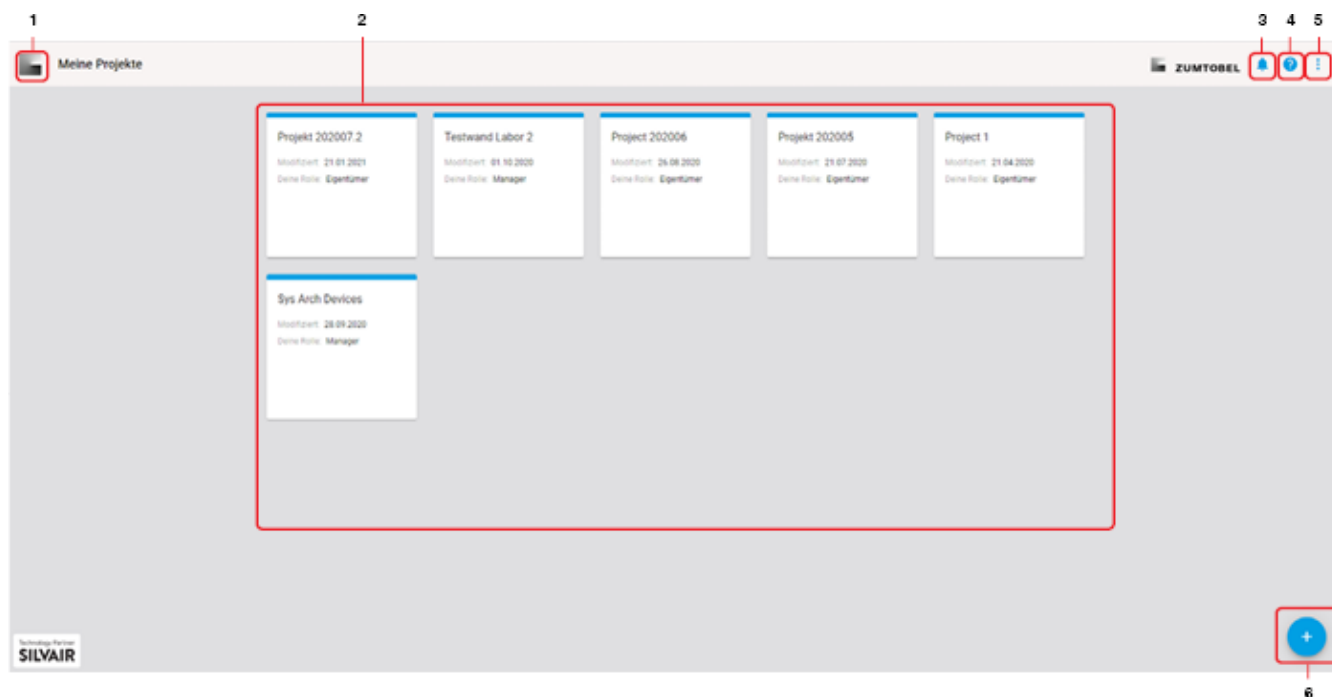 1 2 3 4 5
Meine Projekte
ZUMTOBEL
Projekt 202007.2 Testwand Labor 2 Project 202006 Projekt 202005 Project 1
Modifiziert: 21.01.2021 Modifiziert: 01.10.2020 Modifiziert: 26.08.2020 Modifiziert: 21.07.2020 Modifiziert: 21.04.2020
Deine Rolle: Eigentümer Deine Rolle: Manager Deine Rolle: Eigentümer Deine Rolle: Eigentümer Deine Rolle: Eigentümer
Sys Arch Devices
Modifiziert: 28.09.2020
Deine Rolle: Manager
Technology Partner
SILVAIR
6